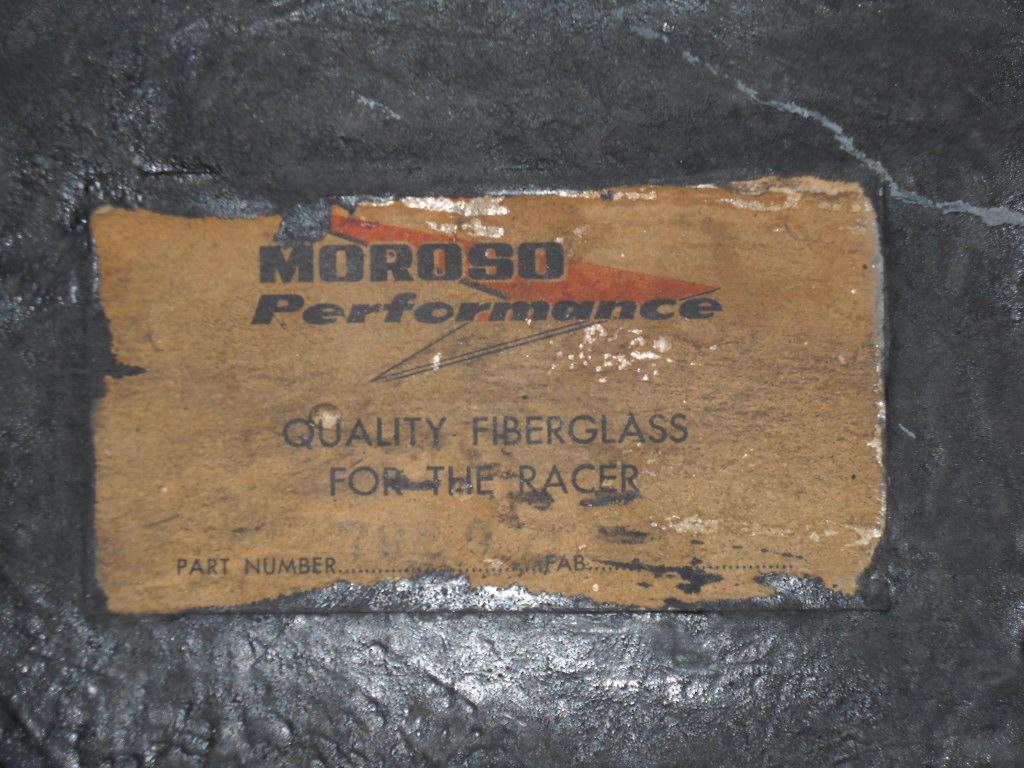 MOROSO
Performance
QUALITY FIBERGLASS
FOR THE RACER
PART NUMBER.....................FAB.....................